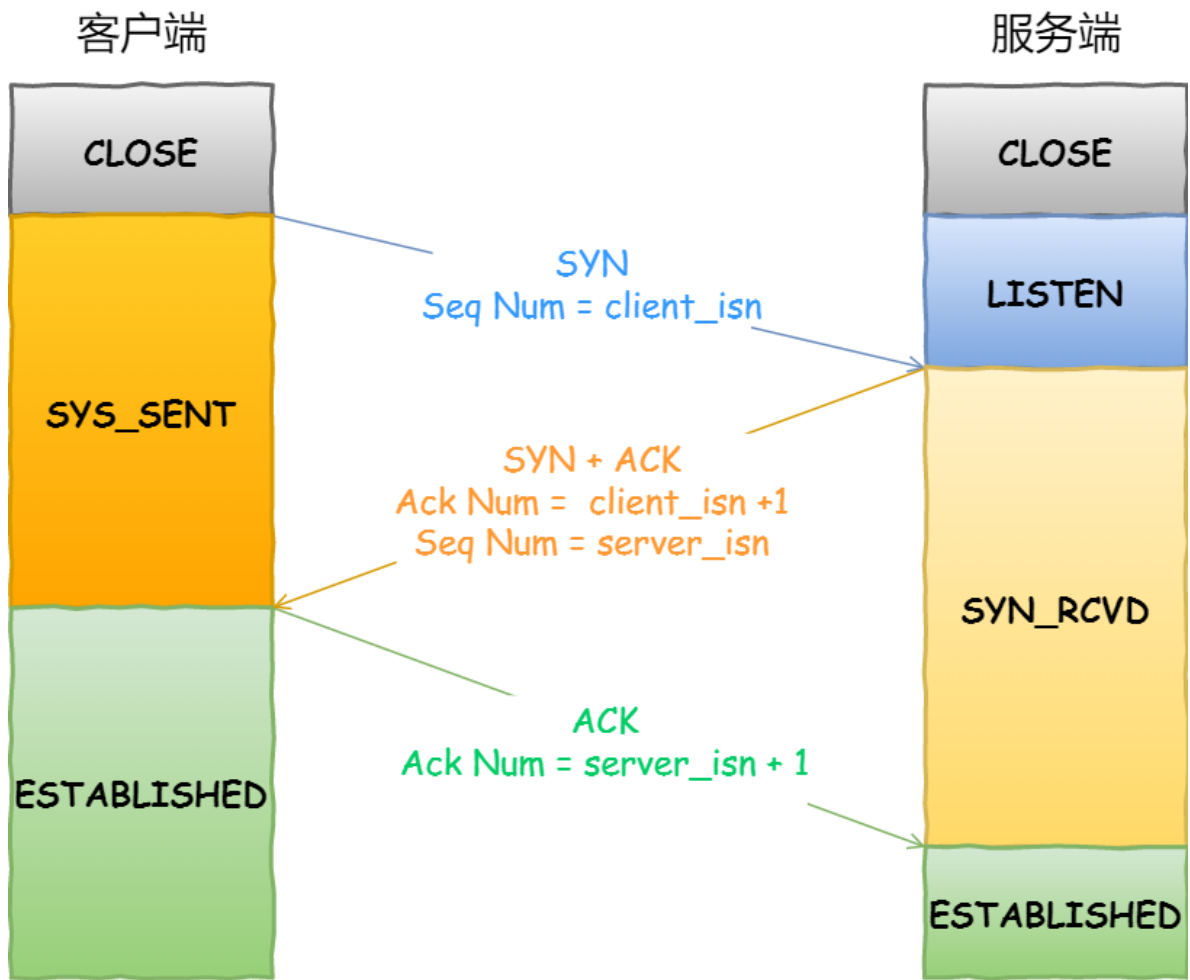 客户端
服务端
CLOSE
CLOSE
SYN
Seq Num = client_isn
LISTEN
SYS_SENT
SYN + ACK
Ack Num = client_isn +1
Seq Num = server_isn
SYN_RCVD
ACK
Ack Num = server_isn + 1
ESTABLISHED
ESTABLISHED